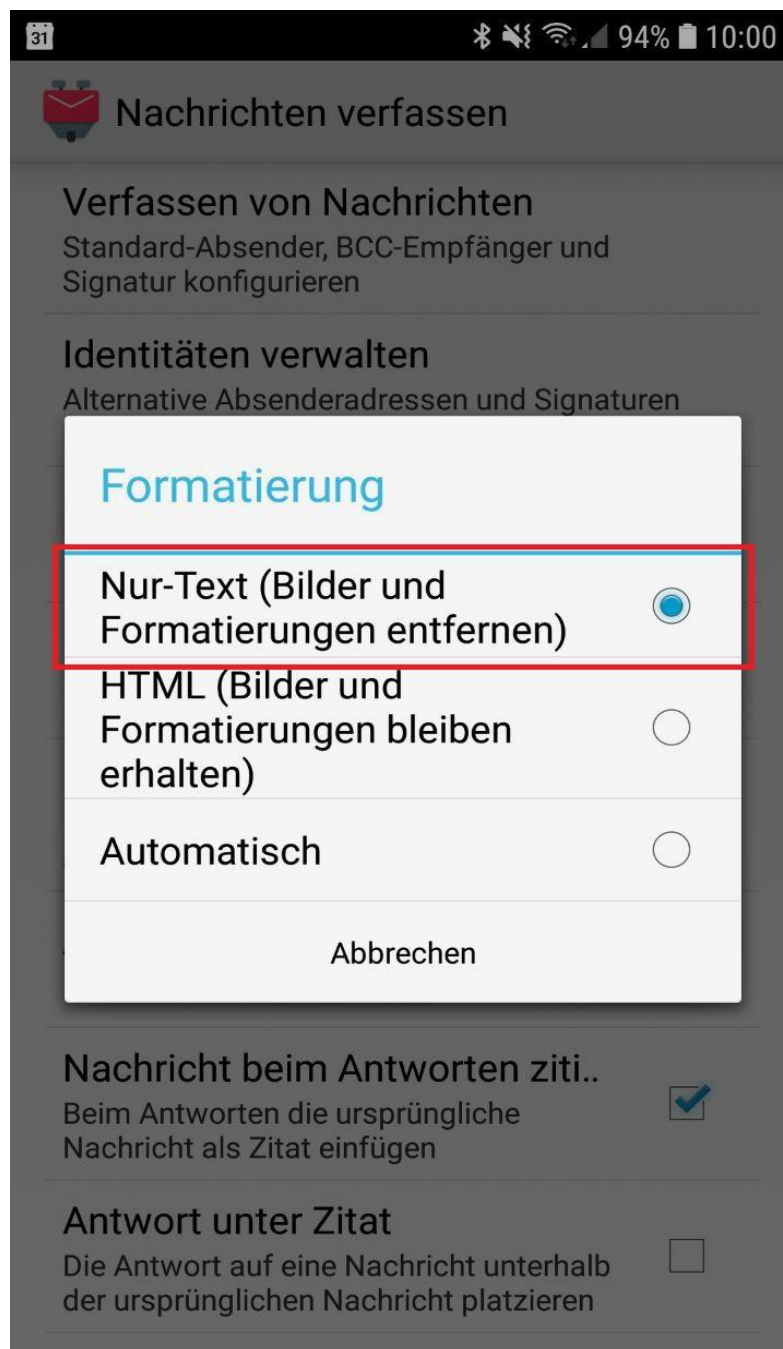 31 94% 10:00
Nachrichten verfassen
Verfassen von Nachrichten
Standard-Absender, BCC-Empfänger und
Signatur konfigurieren
Identitäten verwalten
Alternative Absenderadressen und Signaturen
Formatierung
Nur-Text (Bilder und
Formatierungen entfernen)
HTML (Bilder und
Formatierungen bleiben
erhalten)
Automatisch
Abbrechen
Nachricht beim Antworten ziti..
Beim Antworten die ursprüngliche
Nachricht als Zitat einfügen
Antwort unter Zitat
Die Antwort auf eine Nachricht unterhalb
der ursprünglichen Nachricht platzieren